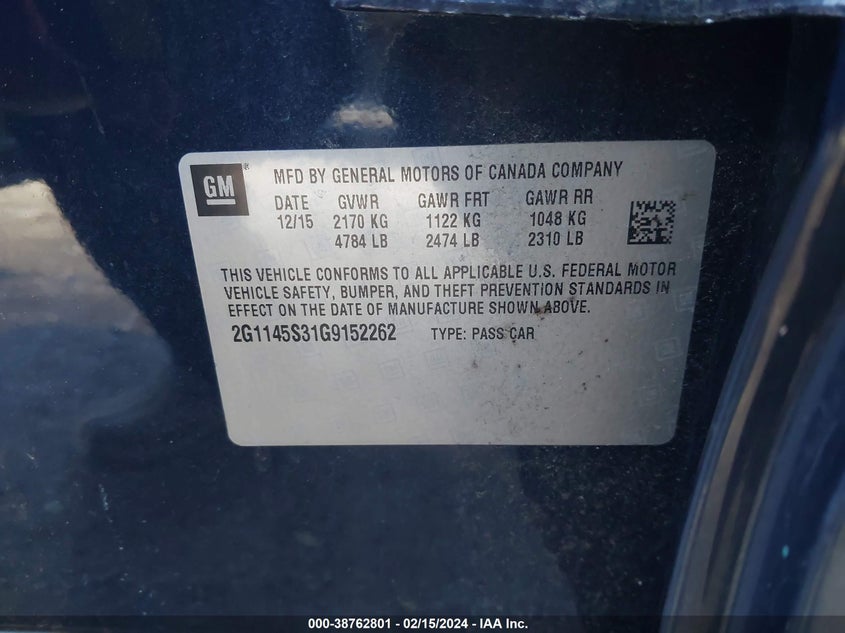 GM
MFD BY GENERAL MOTORS OF CANADA COMPANY
DATE GVWR GAWR FRT GAWR RR
12/15 2170 KG 1122 KG 1048 KG
4784 LB 2474 LB 2310 LB
THIS VEHICLE CONFORMS TO ALL APPLICABLE U.S. FEDERAL MOTOR
VEHICLE SAFETY, BUMPER, AND THEFT PREVENTION STANDARDS IN
EFFECT ON THE DATE OF MANUFACTURE SHOWN ABOVE.
2G1145S31G9152262 TYPE: PASS CAR
000-38762801 - 02/15/2024 - IAA Inc.